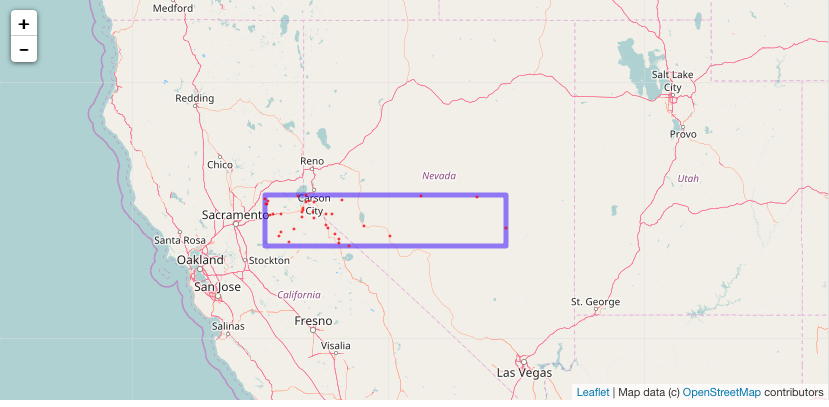 Medford
+
−
Salt Lake
City
Redding
Provo
Chico
Reno
Nevada
Utah
Carson
City
Sacramento
Santa Rosa
Oakland
Stockton
San Jose
California
St. George
Fresno
Salinas
Visalia
Las Vegas
Leaflet | Map data (c) OpenStreetMap contributors